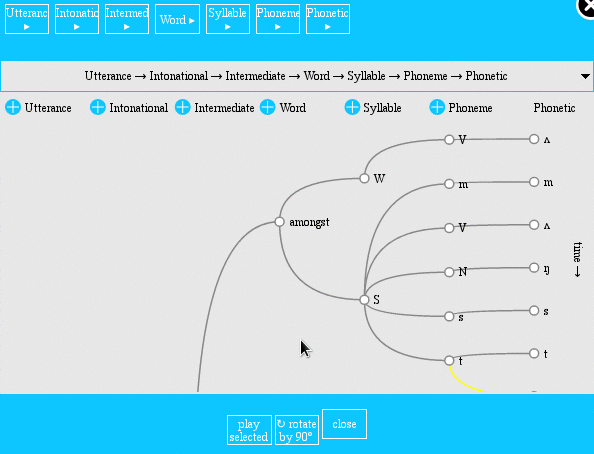 Utteranc ▸
Intonatic ▸
Intermed ▸
Word ▸
Syllable ▸
Phoneme ▸
Phonetic ▸
Utterance → Intonational → Intermediate → Word → Syllable → Phoneme → Phonetic
Utterance Intonational Intermediate Word Syllable Phoneme Phonetic
V ʌ
W
m m
amongst
V ʌ
time →
N ŋ
S
s s
t t
play selected
↻ rotate by 90°
close